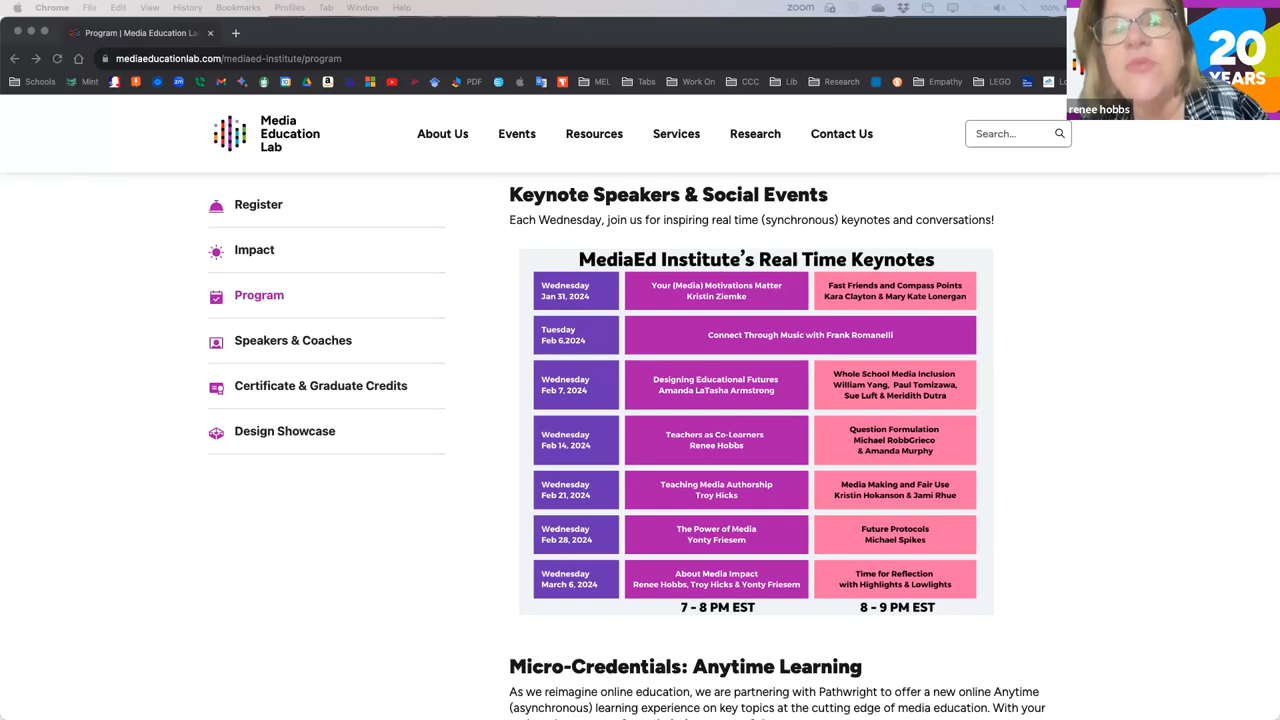 Chrome File Edit View History Bookmarks Profiles Tab Window Help zoom 100%
Program | Media Education La
mediaeducationlab.com/mediaed-institute/program
Schools Mint PDF MEL Tabs Work On CCC Lib Research Empathy LEGO
20
YEARS
renee hobbs
Media
Education
Lab
About Us Events Resources Services Research Contact Us Search...
Register
Impact
Program
Speakers & Coaches
Certificate & Graduate Credits
Design Showcase
Keynote Speakers & Social Events
Each Wednesday, join us for inspiring real time (synchronous) keynotes and conversations!
MediaEd Institute's Real Time Keynotes
Wednesday
Jan 31, 2024
Your (Media) Motivations Matter
Kristin Ziemke
Fast Friends and Compass Points
Kara Clayton & Mary Kate Lonergan
Tuesday
Feb 6,2024
Connect Through Music with Frank Romanelli
Wednesday
Feb 7, 2024
Designing Educational Futures
Amanda LaTasha Armstrong
Whole School Media Inclusion
William Yang, Paul Tomizawa,
Sue Luft & Meridith Dutra
Wednesday
Feb 14, 2024
Teachers as Co-Learners
Renee Hobbs
Question Formulation
Michael RobbGrieco
& Amanda Murphy
Wednesday
Feb 21, 2024
Teaching Media Authorship
Troy Hicks
Media Making and Fair Use
Kristin Hokanson & Jami Rhue
Wednesday
Feb 28, 2024
The Power of Media
Yonty Friesem
Future Protocols
Michael Spikes
Wednesday
March 6, 2024
About Media Impact
Renee Hobbs, Troy Hicks & Yonty Friesem
Time for Reflection
with Highlights & Lowlights
7 - 8 PM EST 8 - 9 PM EST
Micro-Credentials: Anytime Learning
As we reimagine online education, we are partnering with Pathwright to offer a new online Anytime
(asynchronous) learning experience on key topics at the cutting edge of media education. With your